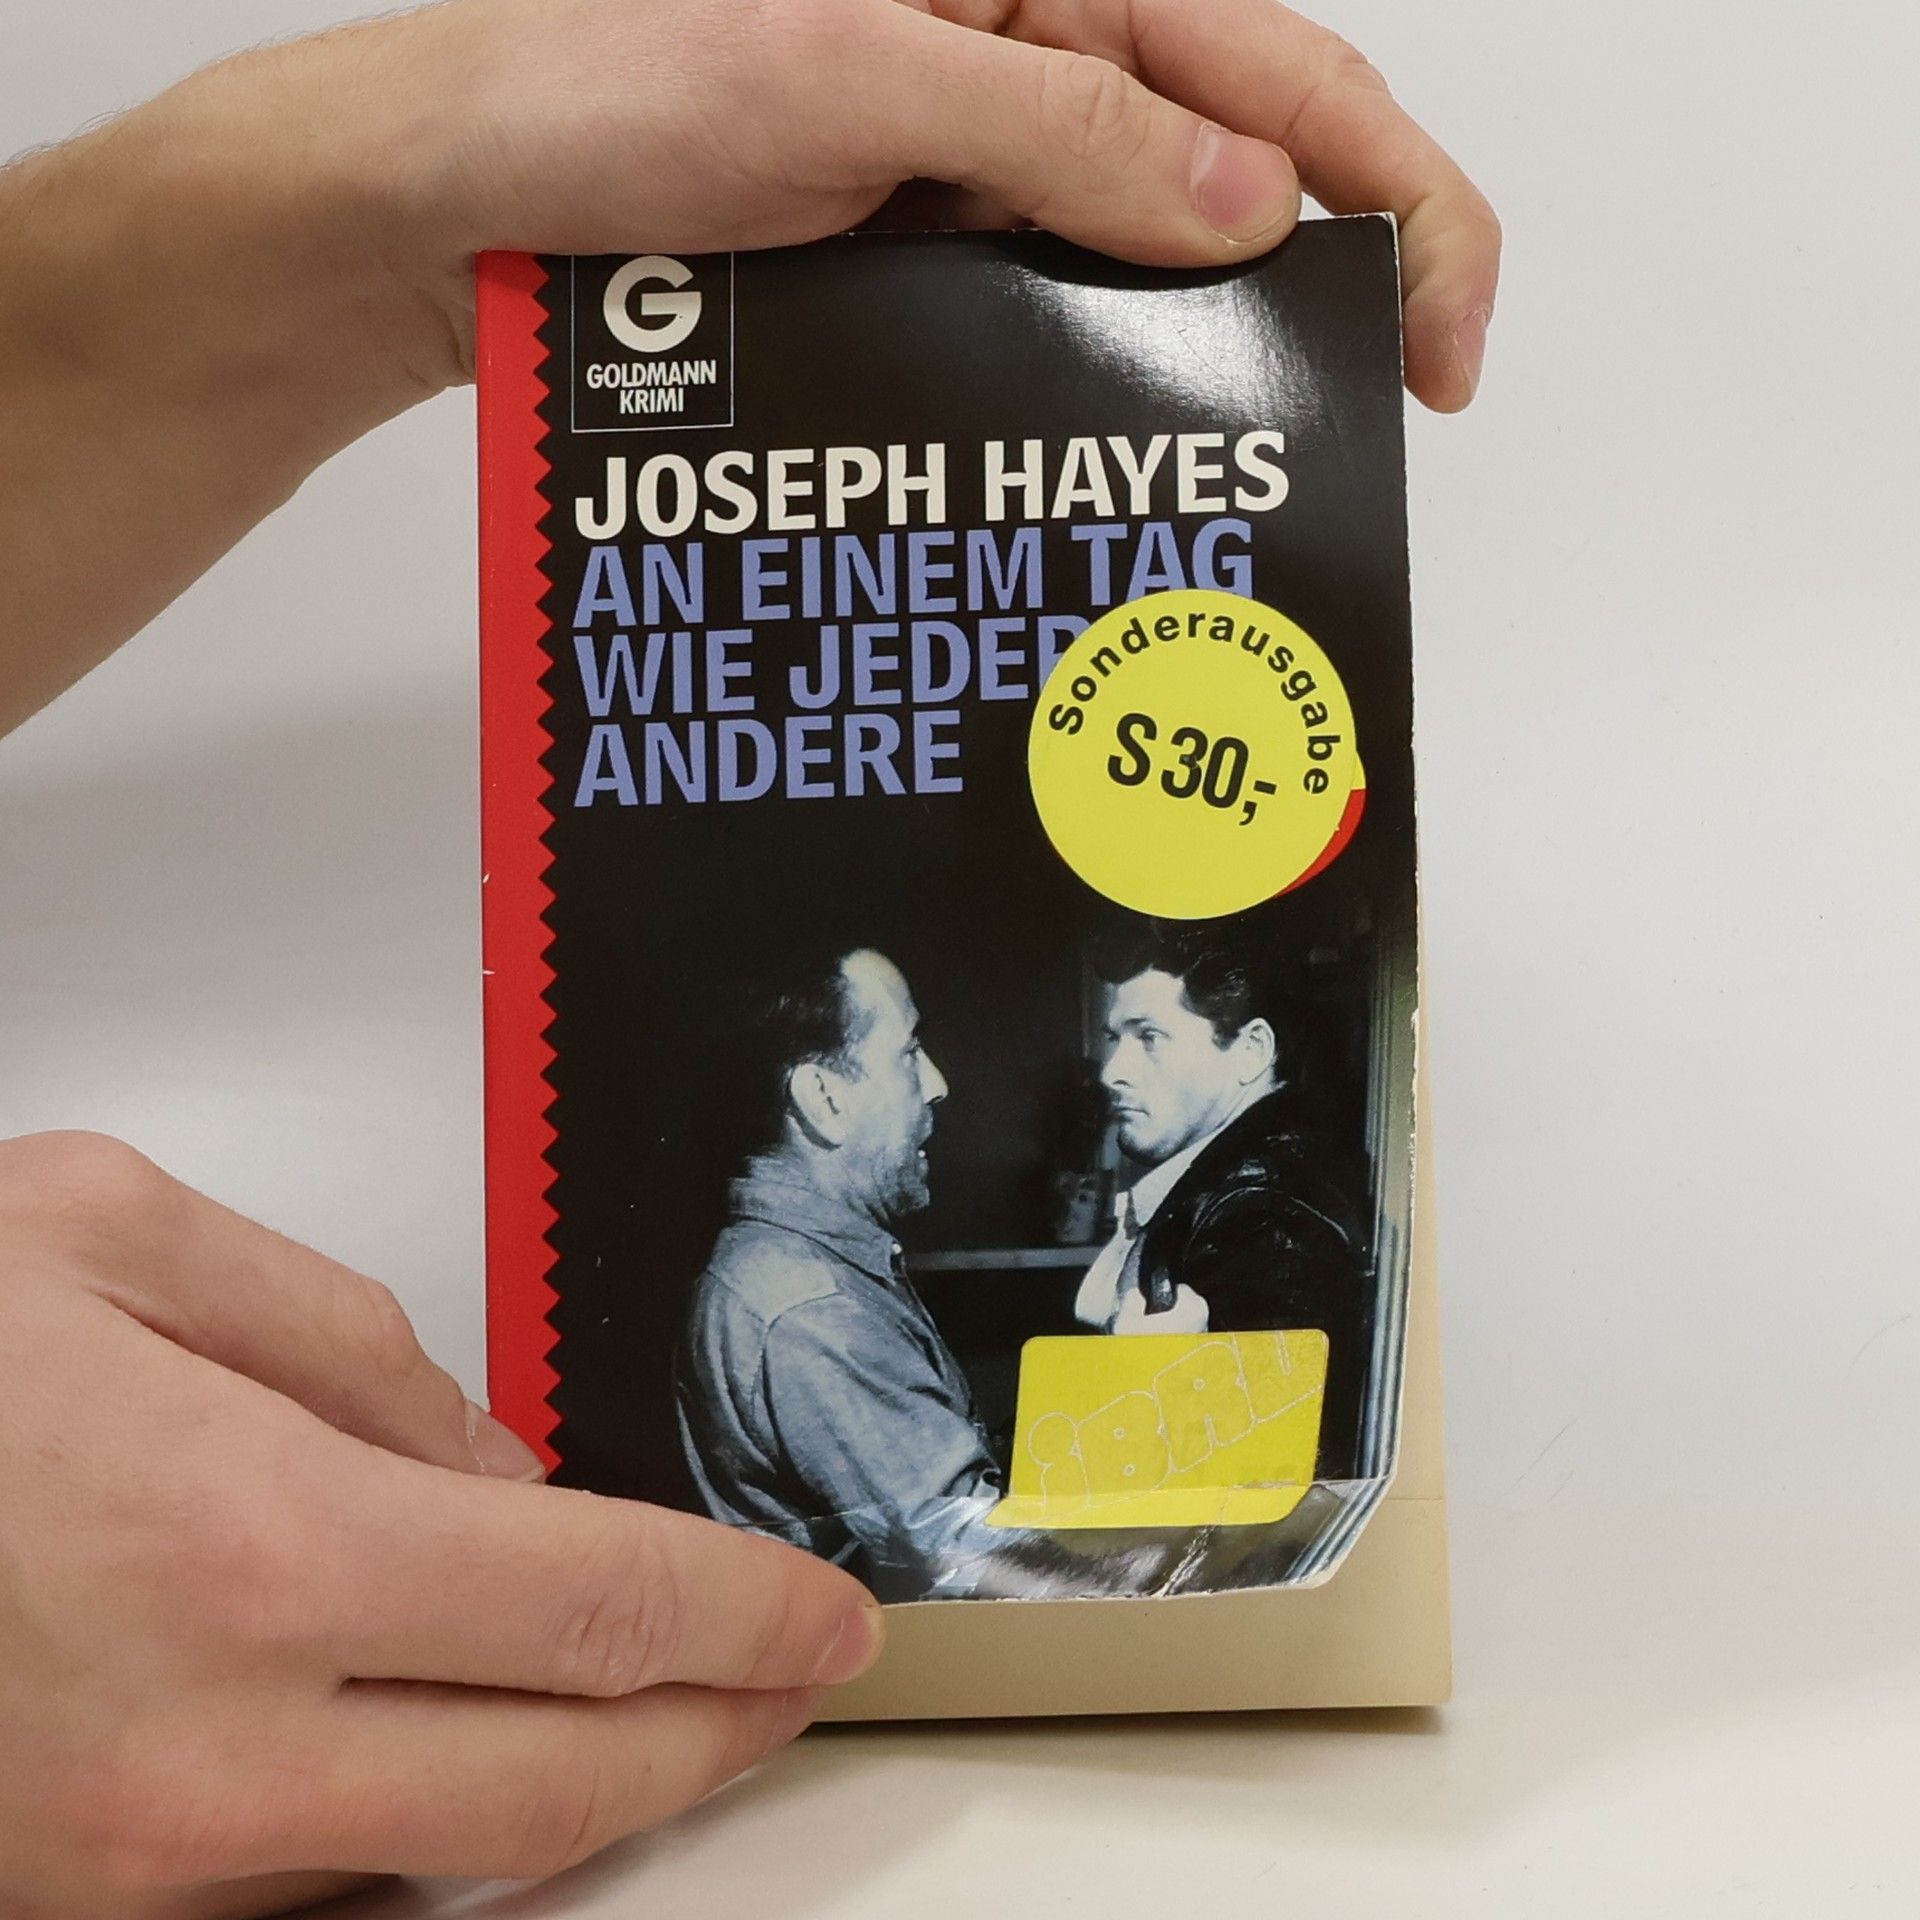 G
GOLDMANN
KRIMI
JOSEPH HAYES
AN EINEM TAG
WIE JEDER
ANDERE
Sonderausgabe
S 30,-